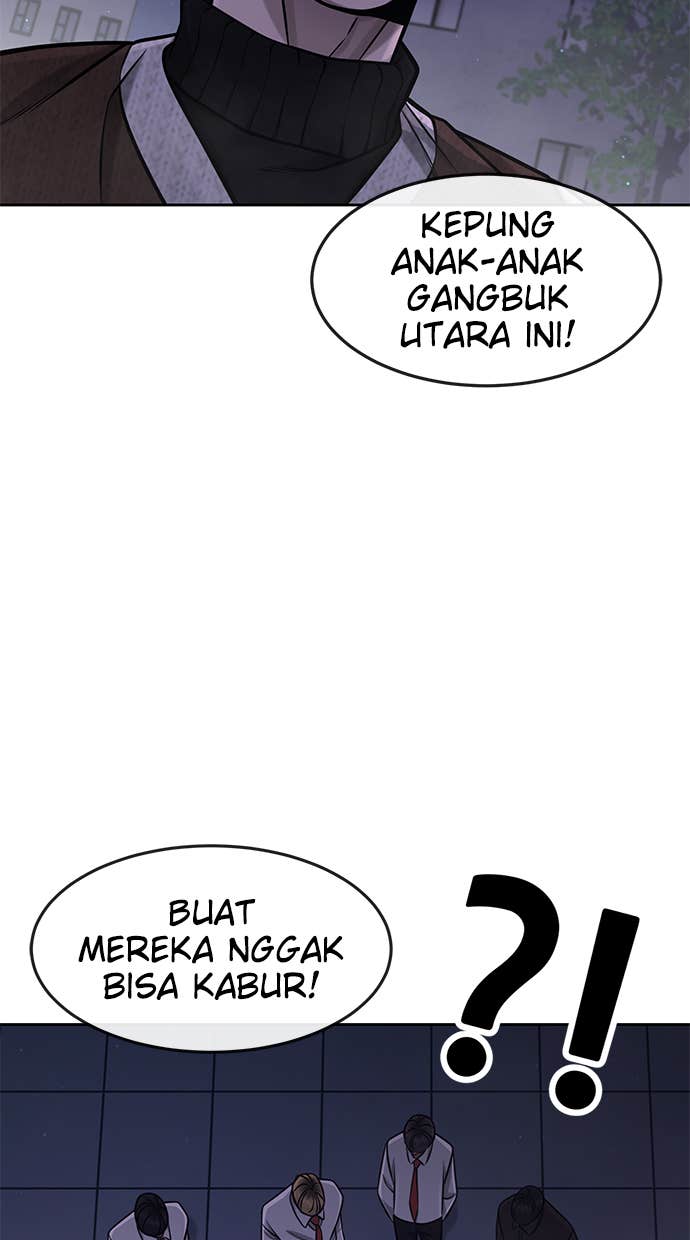 KEPUNG
ANAK-ANAK
GANGBUK
UTARA INI!
BUAT
MEREKA NGGAK
BISA KABUR!
?!